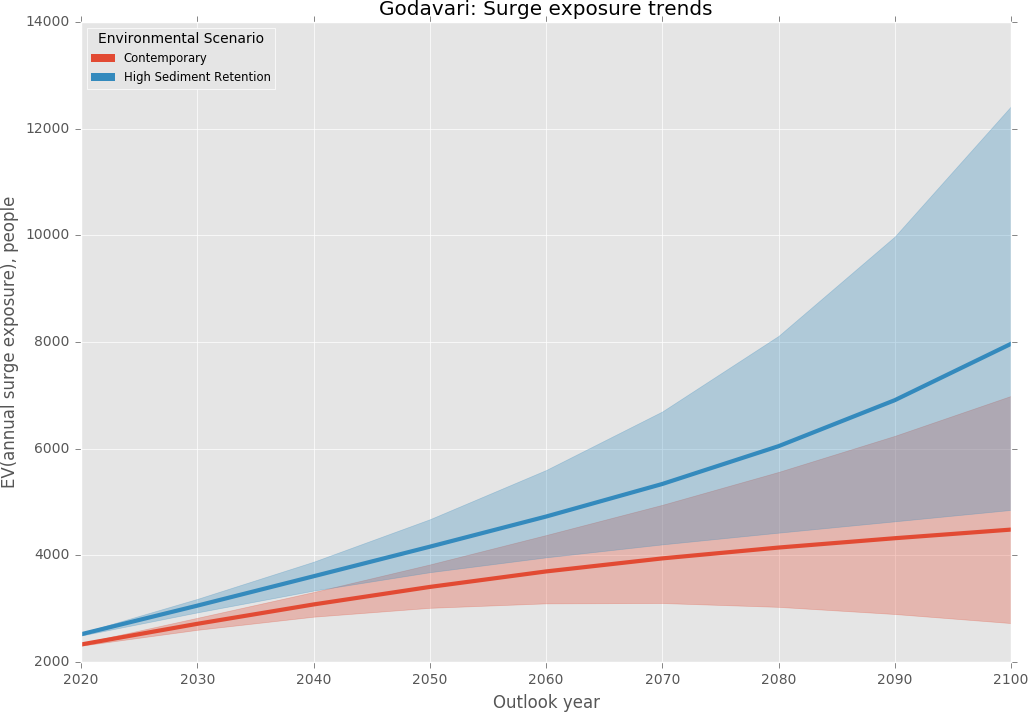 Godavari: Surge exposure trends
14000
12000
10000
8000
6000
4000
2000
EV(annual surge exposure), people
Environmental Scenario
Contemporary
High Sediment Retention
2020 2030 2040 2050 2060 2070 2080 2090 2100
Outlook year